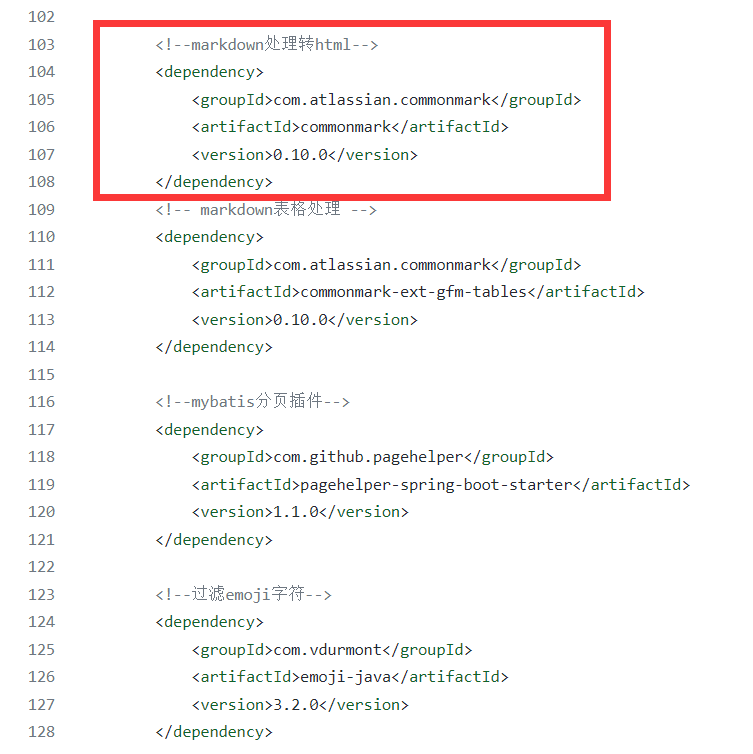 102
103 <!--markdown处理转html-->
104 <dependency>
105 <groupId>com.atlassian.commonmark</groupId>
106 <artifactId>commonmark</artifactId>
107 <version>0.10.0</version>
108 </dependency>
109 <!-- markdown表格处理 -->
110 <dependency>
111 <groupId>com.atlassian.commonmark</groupId>
112 <artifactId>commonmark-ext-gfm-tables</artifactId>
113 <version>0.10.0</version>
114 </dependency>
115
116 <!--mybatis分页插件-->
117 <dependency>
118 <groupId>com.github.pagehelper</groupId>
119 <artifactId>pagehelper-spring-boot-starter</artifactId>
120 <version>1.1.0</version>
121 </dependency>
122
123 <!--过滤emoji字符-->
124 <dependency>
125 <groupId>com.vdurmont</groupId>
126 <artifactId>emoji-java</artifactId>
127 <version>3.2.0</version>
128 </dependency>